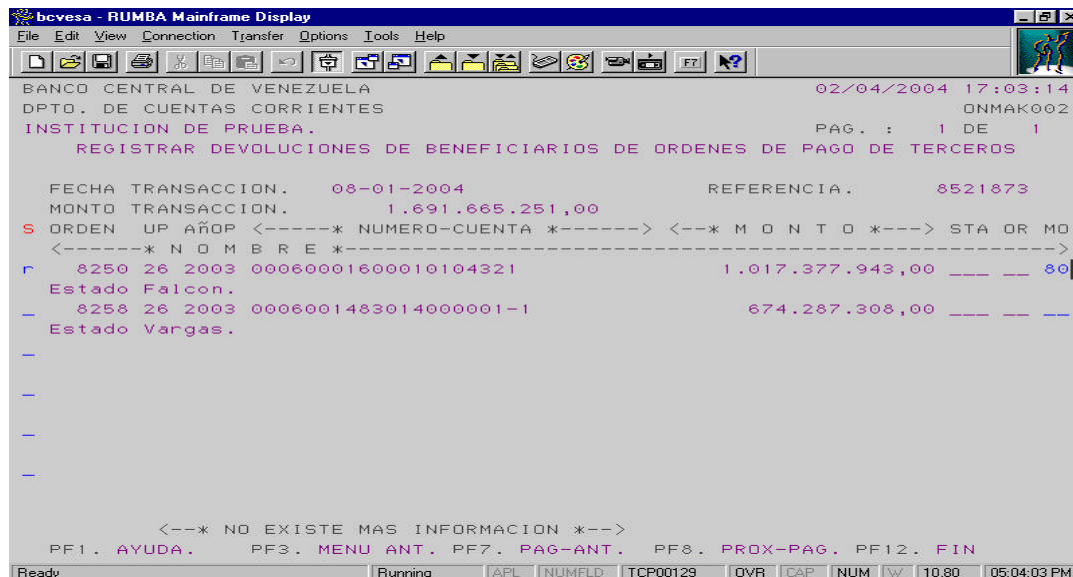 bcvesa - RUMBA Mainframe Display
File Edit View Connection Transfer Options Tools Help
F7
BANCO CENTRAL DE VENEZUELA 02/04/2004 17:03:14
DPTO. DE CUENTAS CORRIENTES ONMAK002
INSTITUCION DE PRUEBA. PAG. : 1 DE 1
REGISTRAR DEVOLUCIONES DE BENEFICIARIOS DE ORDENES DE PAGO DE TERCEROS
FECHA TRANSACCION. 08-01-2004 REFERENCIA. 8521873
MONTO TRANSACCION. 1.691.665.251,00
S ORDEN UP AñOP <-----* NUMERO-CUENTA *------> <--* M O N T O *---> STA OR MO
<------* N O M B R E *---------------------------------------------------->
r 8250 26 2003 00060001600010104321 1.017.377.943,00 ___ __ 80
Estado Falcon.
_ 8258 26 2003 0006001483014000001-1 674.287.308,00 ___ __ __
Estado Vargas.
_
_
_
_
<--* NO EXISTE MAS INFORMACION *-->
PF1. AYUDA. PF3. MENU ANT. PF7. PAG-ANT. PF8. PROX-PAG. PF12. FIN
Ready Running APL NUMFLD TCP00129 OVR CAP NUM W 10.80 05:04:03 PM